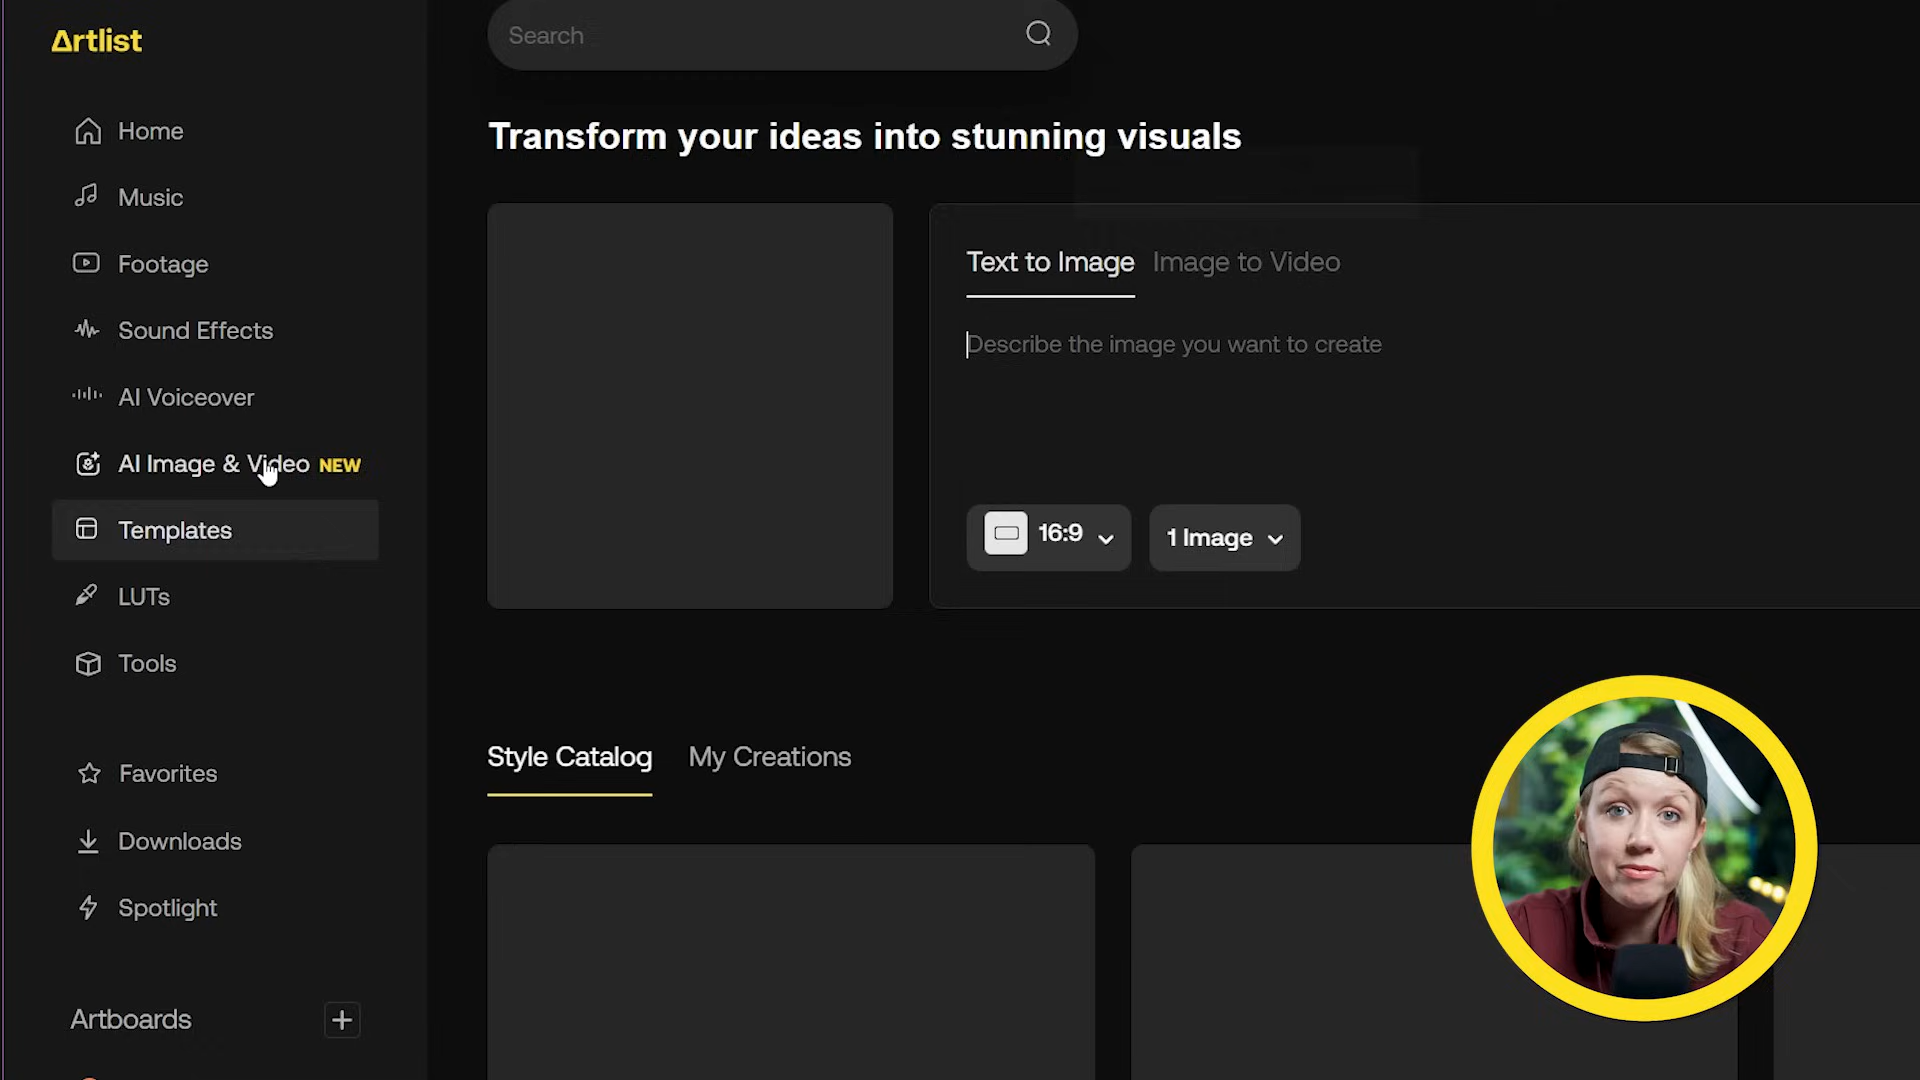 Artlist
Search
Home
Music
Footage
Sound Effects
AI Voiceover
AI Image & Video NEW
Templates
LUTs
Tools
Favorites
Downloads
Spotlight
Artboards
Transform your ideas into stunning visuals
Text to Image Image to Video
Describe the image you want to create
16:9 1 Image
Style Catalog My Creations